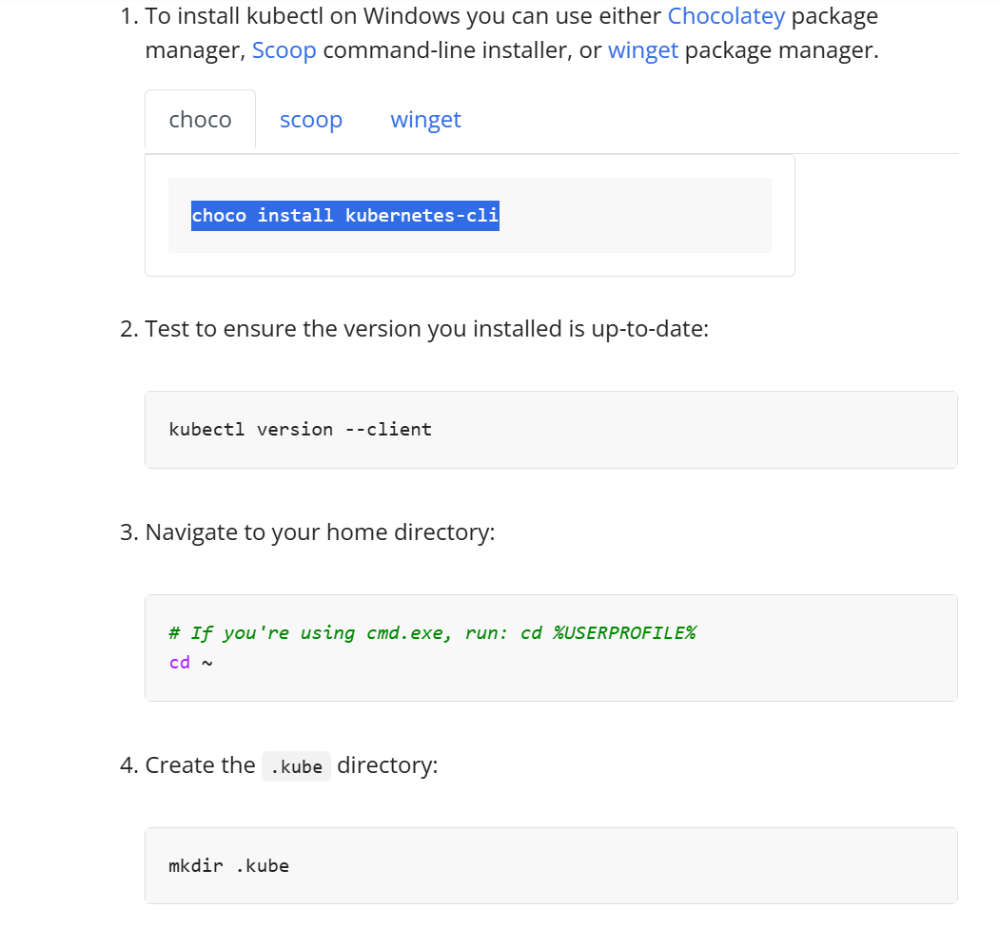 1. To install kubectl on Windows you can use either Chocolatey package
manager, Scoop command-line installer, or winget package manager.
choco scoop winget
choco install kubernetes-cli
2. Test to ensure the version you installed is up-to-date:
kubectl version --client
3. Navigate to your home directory:
# If you're using cmd.exe, run: cd %USERPROFILE%
cd ~
4. Create the .kube directory:
mkdir .kube